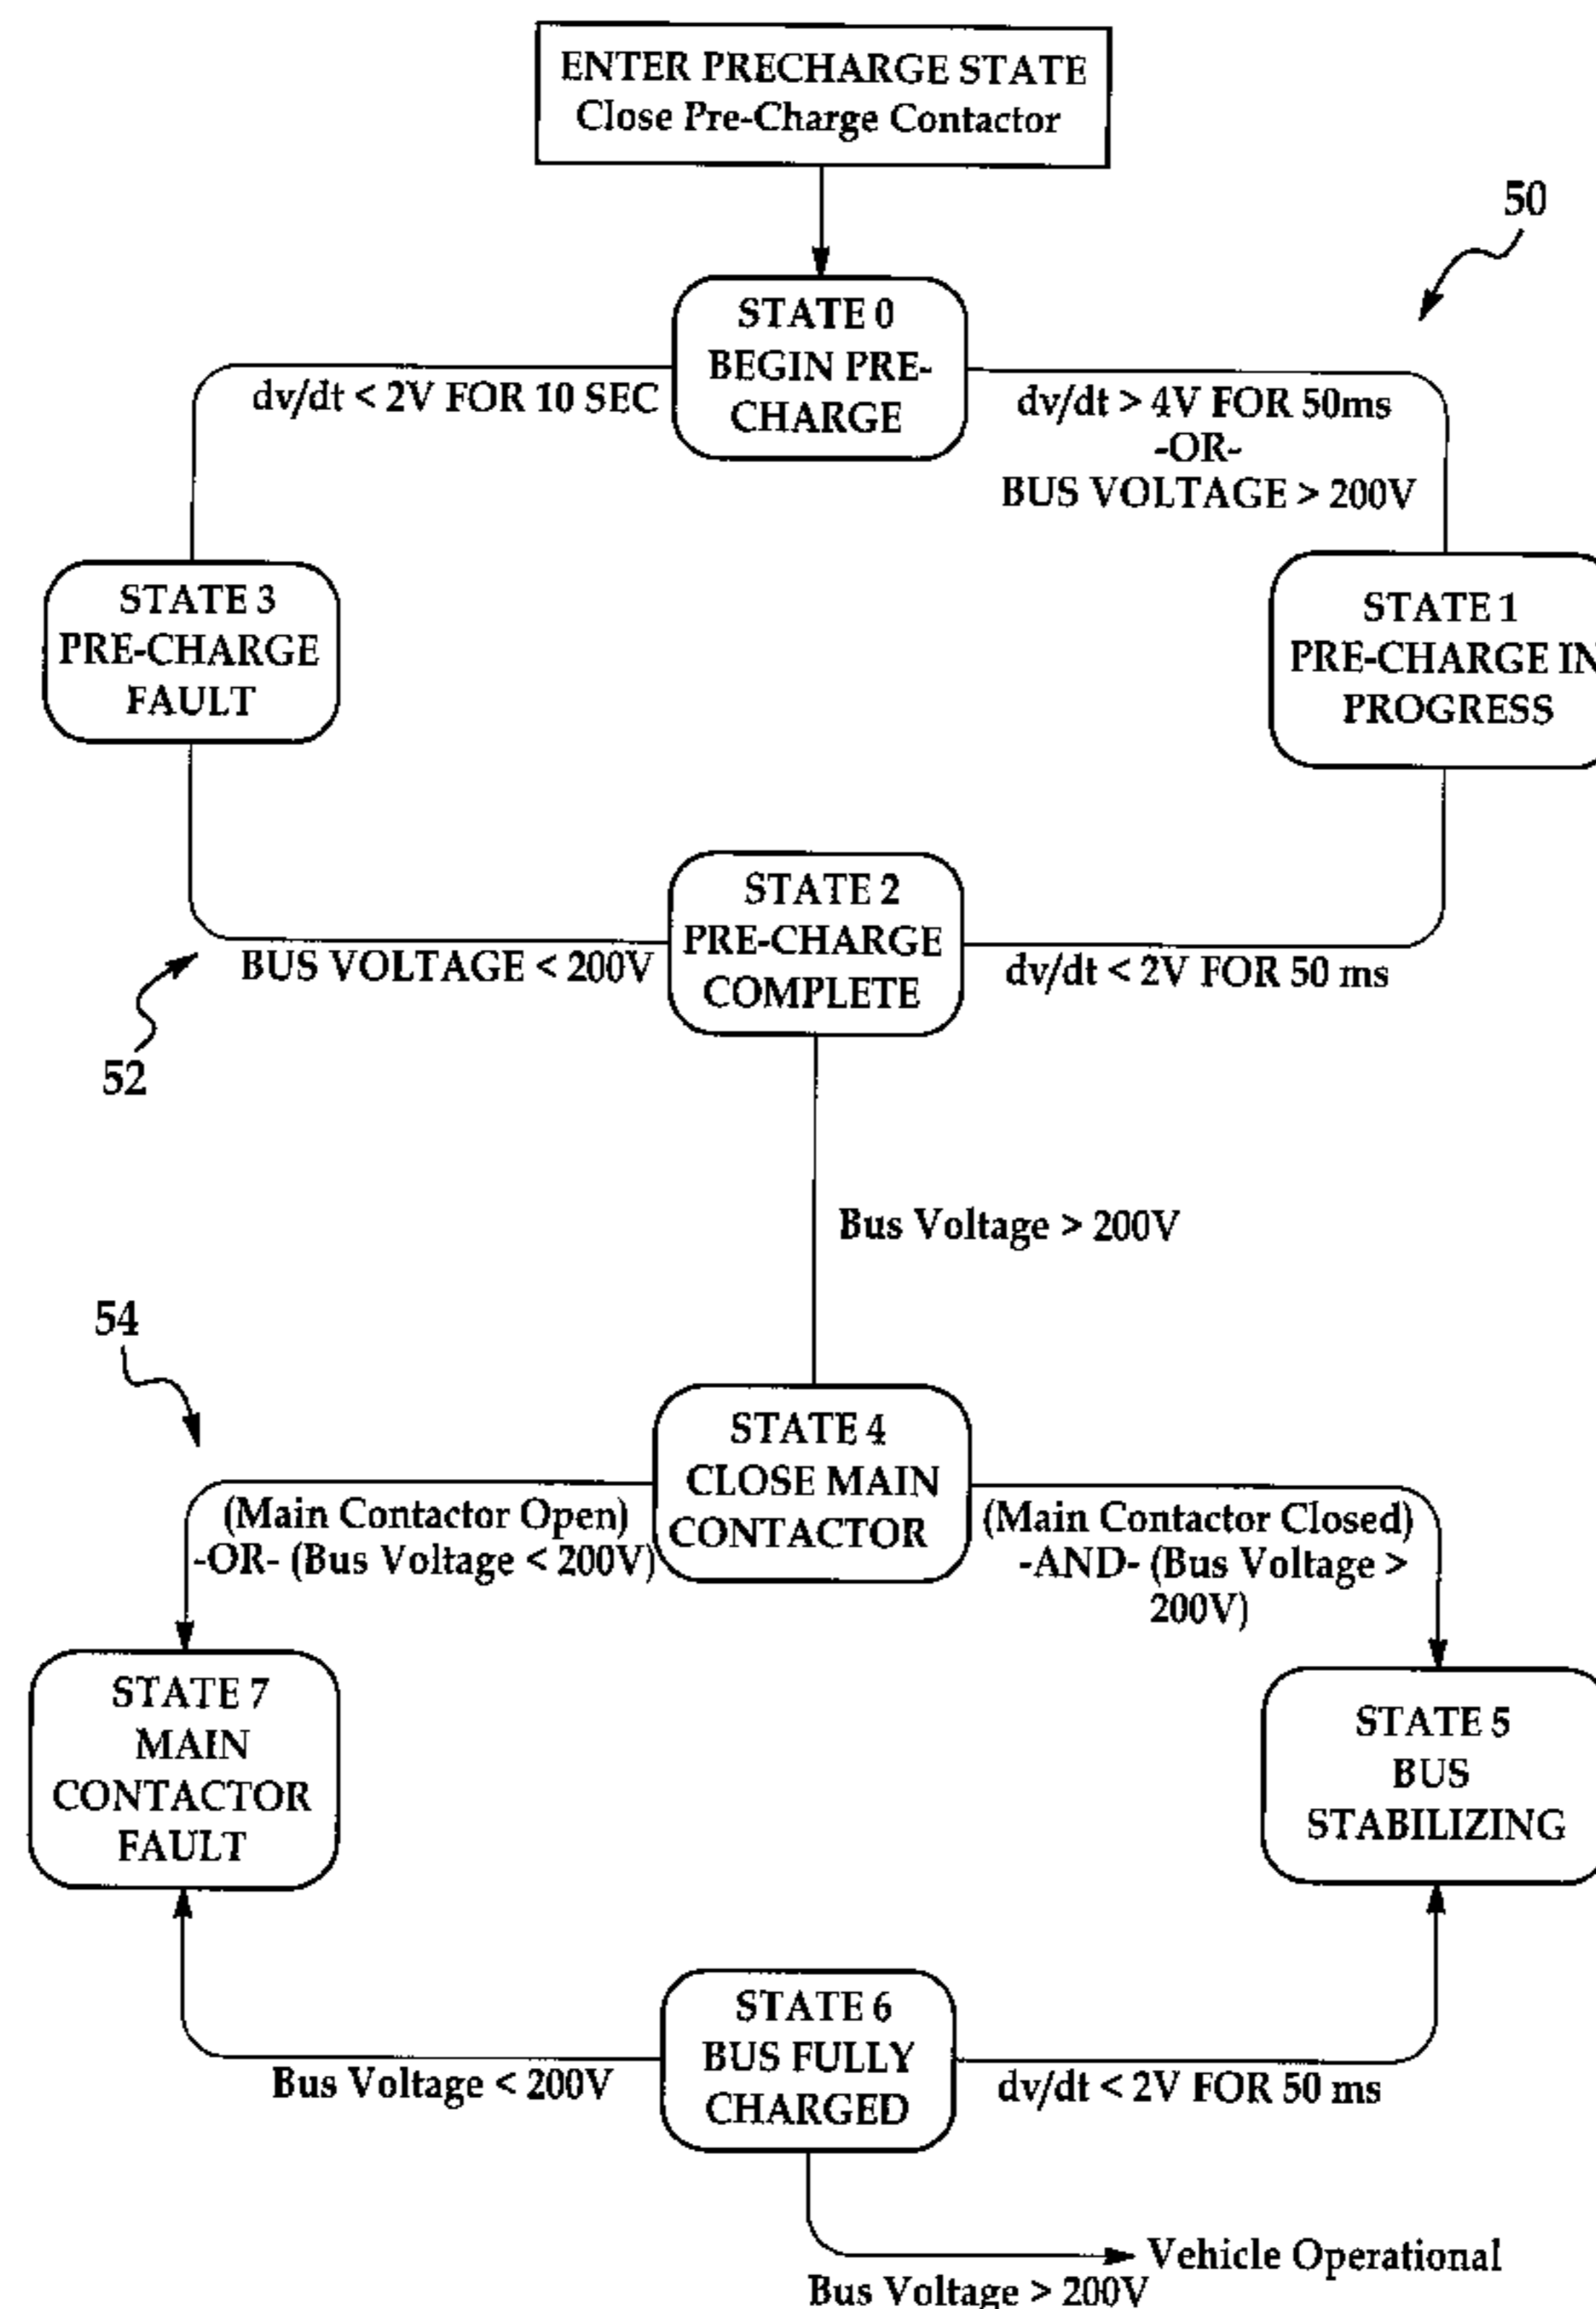 ENTER PRECHARGE STATE
Close Pre-Charge Contactor
50
STATE 0
BEGIN PRE-
CHARGE
dv/dt < 2V FOR 10 SEC
dv/dt > 4V FOR 50ms
-OR-
BUS VOLTAGE > 200V
STATE 3
PRE-CHARGE
FAULT
STATE 1
PRE-CHARGE IN
PROGRESS
STATE 2
PRE-CHARGE
COMPLETE
BUS VOLTAGE < 200V
dv/dt < 2V FOR 50 ms
52
Bus Voltage > 200V
54
STATE 4
CLOSE MAIN
CONTACTOR
(Main Contactor Open)
-OR- (Bus Voltage < 200V)
(Main Contactor Closed)
-AND- (Bus Voltage >
200V)
STATE 7
MAIN
CONTACTOR
FAULT
STATE 5
BUS
STABILIZING
STATE 6
BUS FULLY
CHARGED
Bus Voltage < 200V
dv/dt < 2V FOR 50 ms
Vehicle Operational
Bus Voltage > 200V